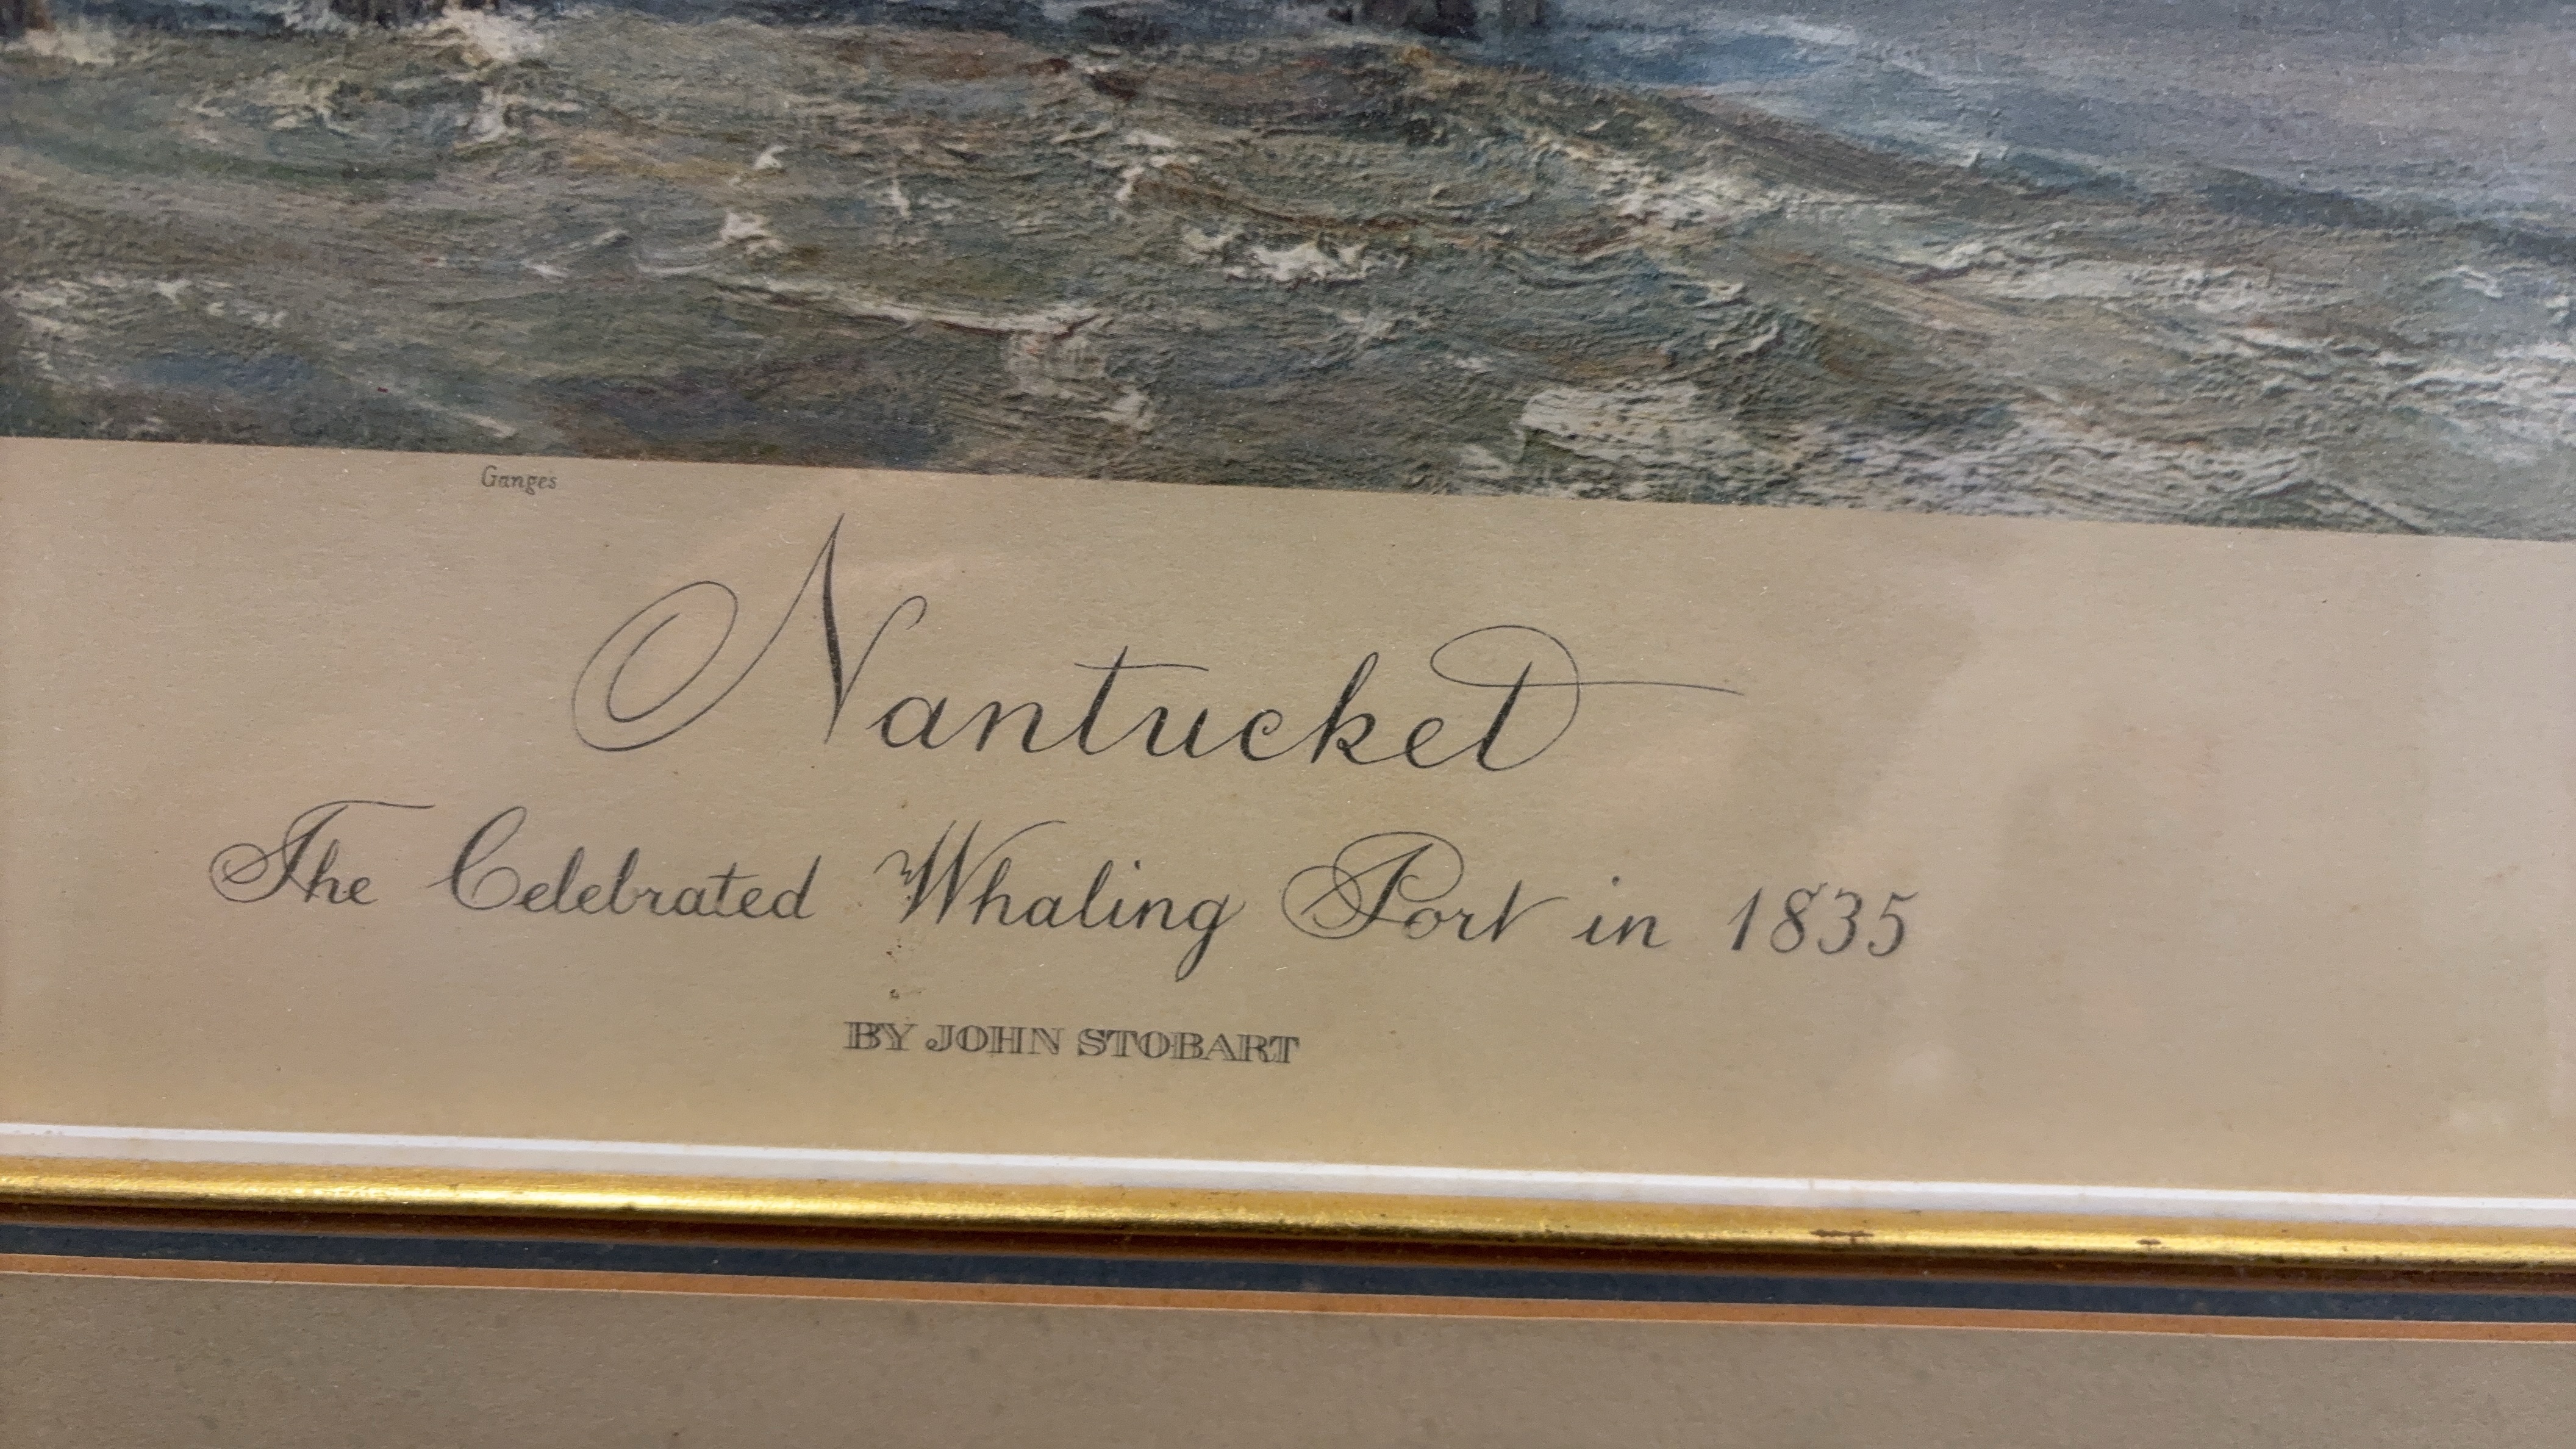 Ganges
Nantucket
The Celebrated Whaling Port in 1835
BY JOHN STOBART